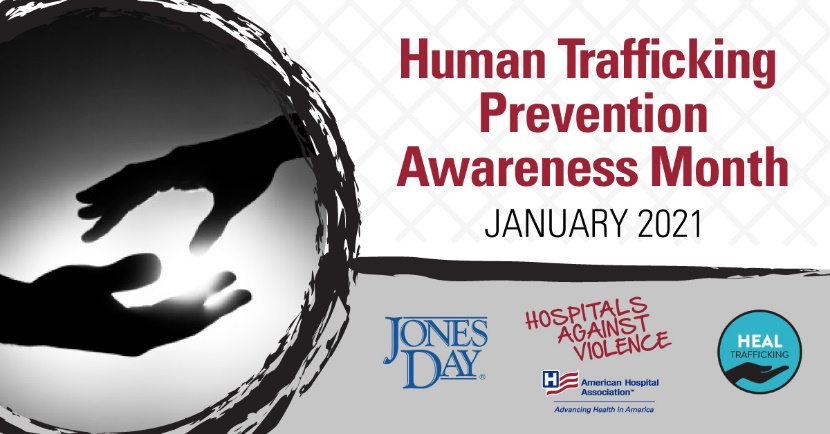 Human Trafficking
Prevention
Awareness Month
JANUARY 2021
JONES
DAY®
HOSPITALS
AGAINST
VIOLENCE
H
American Hospital
Association™
Advancing Health in America
HEAL
TRAFFICKING